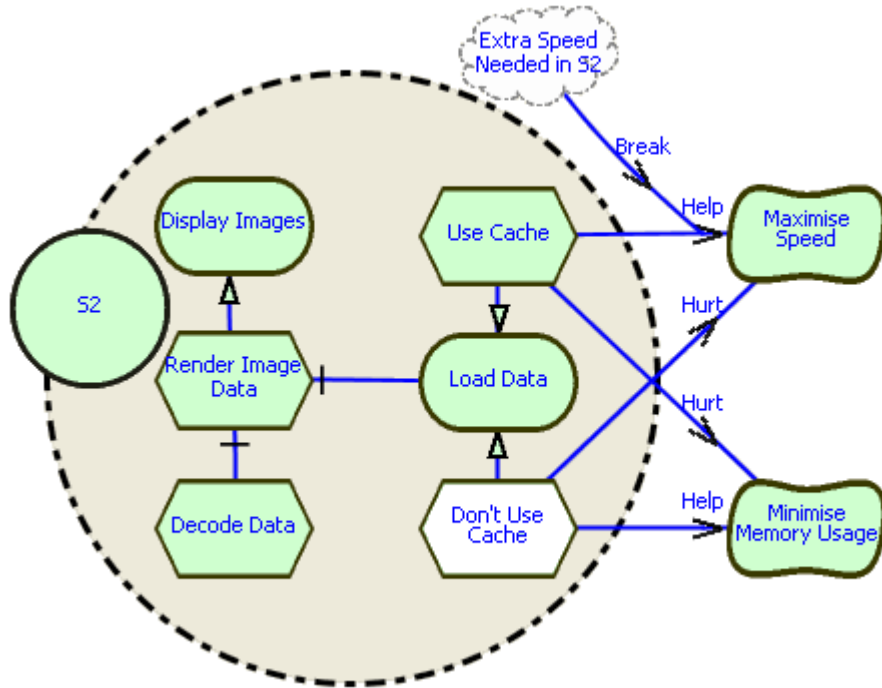 Extra Speed
Needed in S2
Break
Display Images
Use Cache
Help
Maximise
Speed
S2
Hurt
Render Image
Data
Load Data
Hurt
Decode Data
Don't Use
Cache
Help
Minimise
Memory Usage